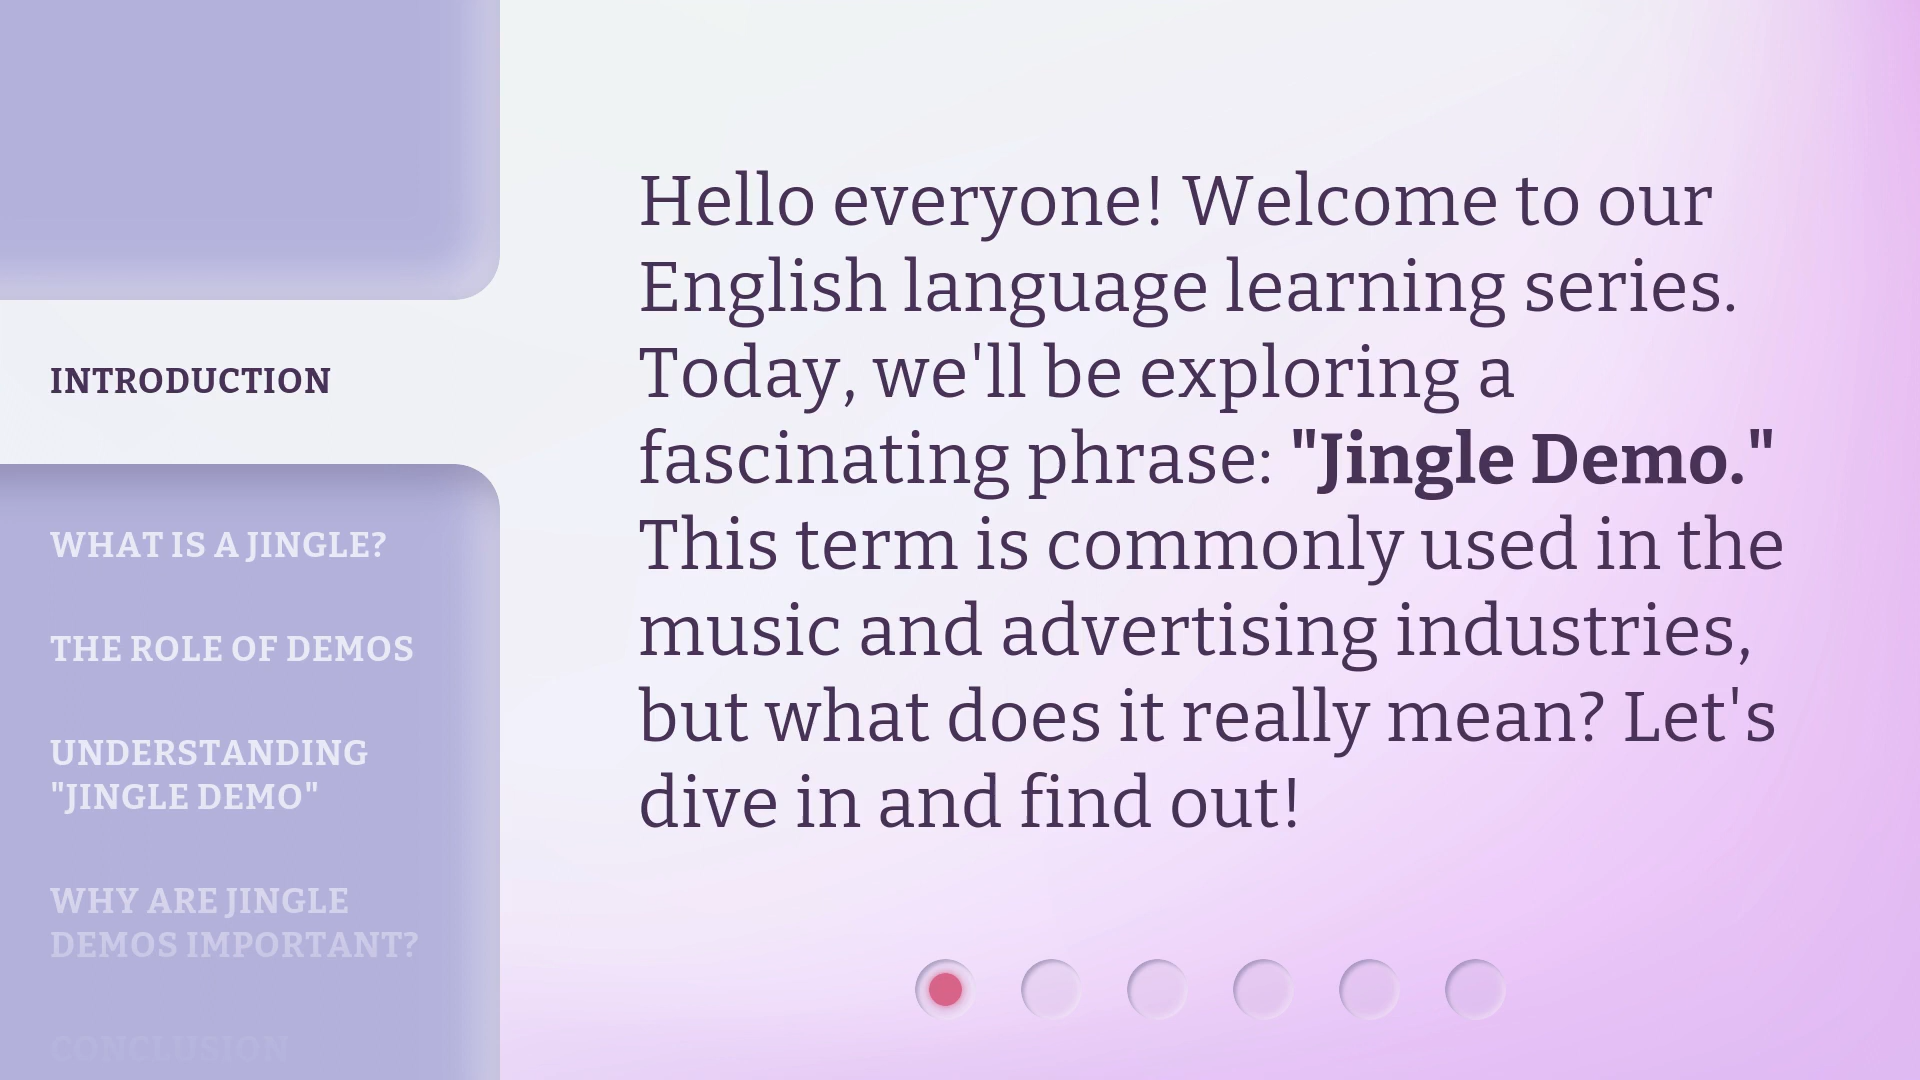 INTRODUCTION
WHAT IS A JINGLE?
THE ROLE OF DEMOS
UNDERSTANDING
"JINGLE DEMO"
WHY ARE JINGLE
DEMOS IMPORTANT?
CONCLUSION
Hello everyone! Welcome to our
English language learning series.
Today, we'll be exploring a
fascinating phrase: "Jingle Demo."
This term is commonly used in the
music and advertising industries,
but what does it really mean? Let's
dive in and find out!